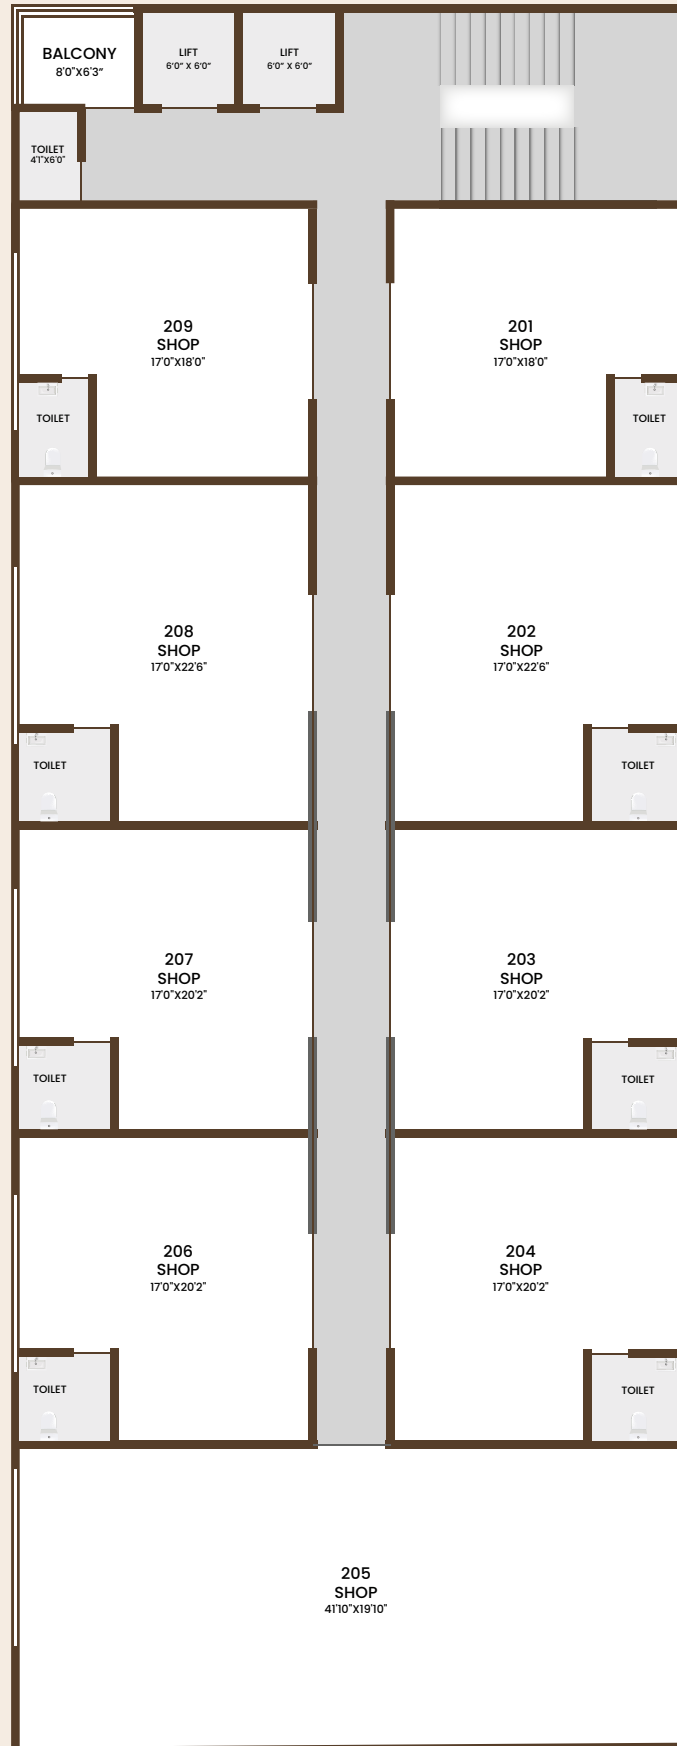 BALCONY
8'0"X6'3"
LIFT
6'0" X 6'0"
LIFT
6'0" X 6'0"
TOILET
4'1"X6'0"
209
SHOP
17'0"X18'0"
201
SHOP
17'0"X18'0"
TOILET
TOILET
208
SHOP
17'0"X22'6"
202
SHOP
17'0"X22'6"
TOILET
TOILET
207
SHOP
17'0"X20'2"
203
SHOP
17'0"X20'2"
TOILET
TOILET
206
SHOP
17'0"X20'2"
204
SHOP
17'0"X20'2"
TOILET
TOILET
205
SHOP
41'10"X19'10"